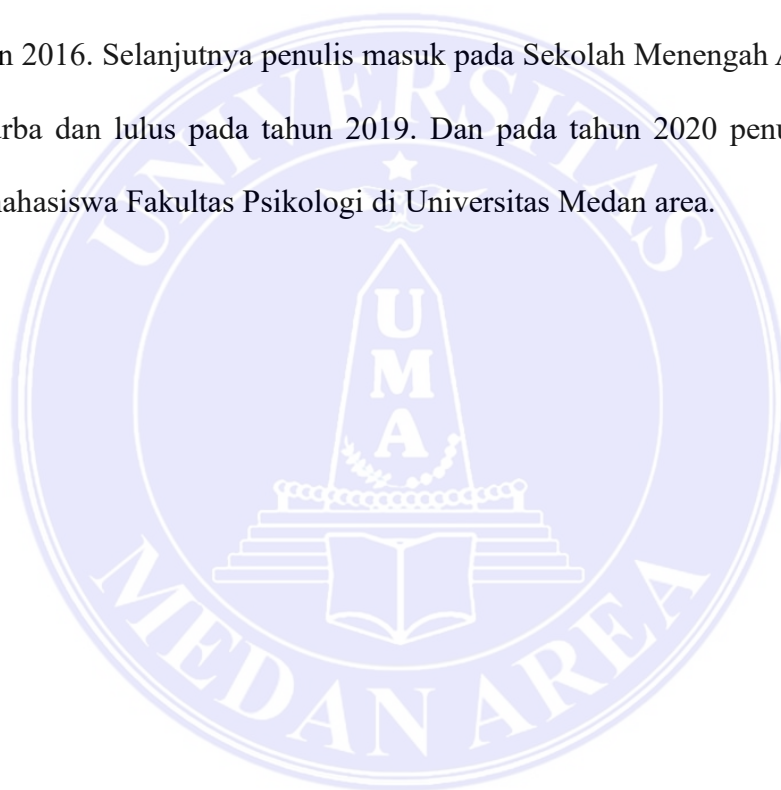 2016. Selanjutnya penulis masuk pada Sekolah Menengah
dan lulus pada tahun 2019. Dan pada tahun 2020
Fakultas Psikologi di Universitas Medan area.
UNIVERSITAS
U
M
A
MEDAN AREA